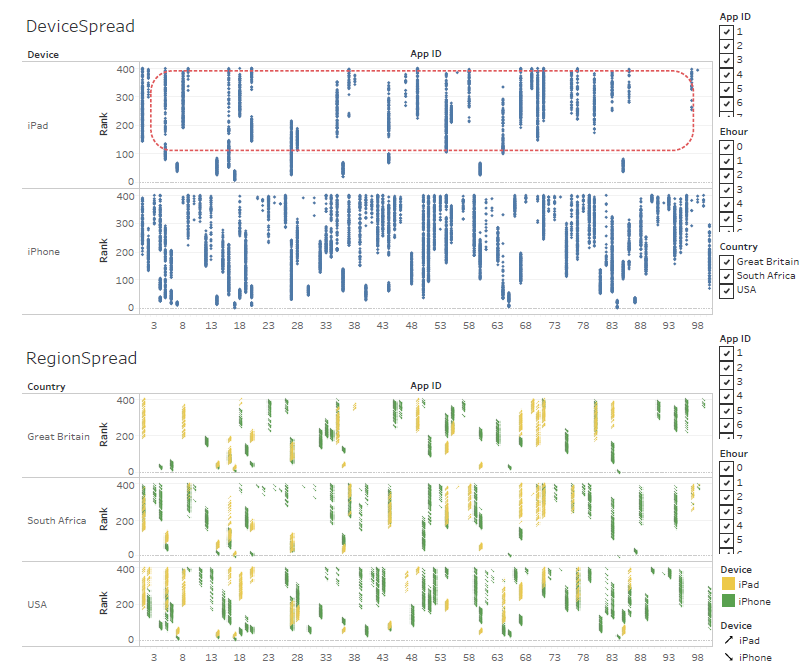 DeviceSpread
Device
App ID
iPad
Rank
400
300
200
100
0
iPhone
Rank
400
300
200
100
0
3 8 13 18 23 28 33 38 43 48 53 58 63 68 73 78 83 88 93 98
App ID
1
2
3
4
5
6
Ehour
0
1
2
3
4
5
Country
Great Britain
South Africa
USA
RegionSpread
Country
App ID
Great Britain
Rank
400
200
0
South Africa
Rank
400
200
0
USA
Rank
400
200
0
3 8 13 18 23 28 33 38 43 48 53 58 63 68 73 78 83 88 93 98
App ID
1
2
3
4
5
6
Ehour
0
1
2
3
4
5
Device
iPad
iPhone
Device
iPad
iPhone